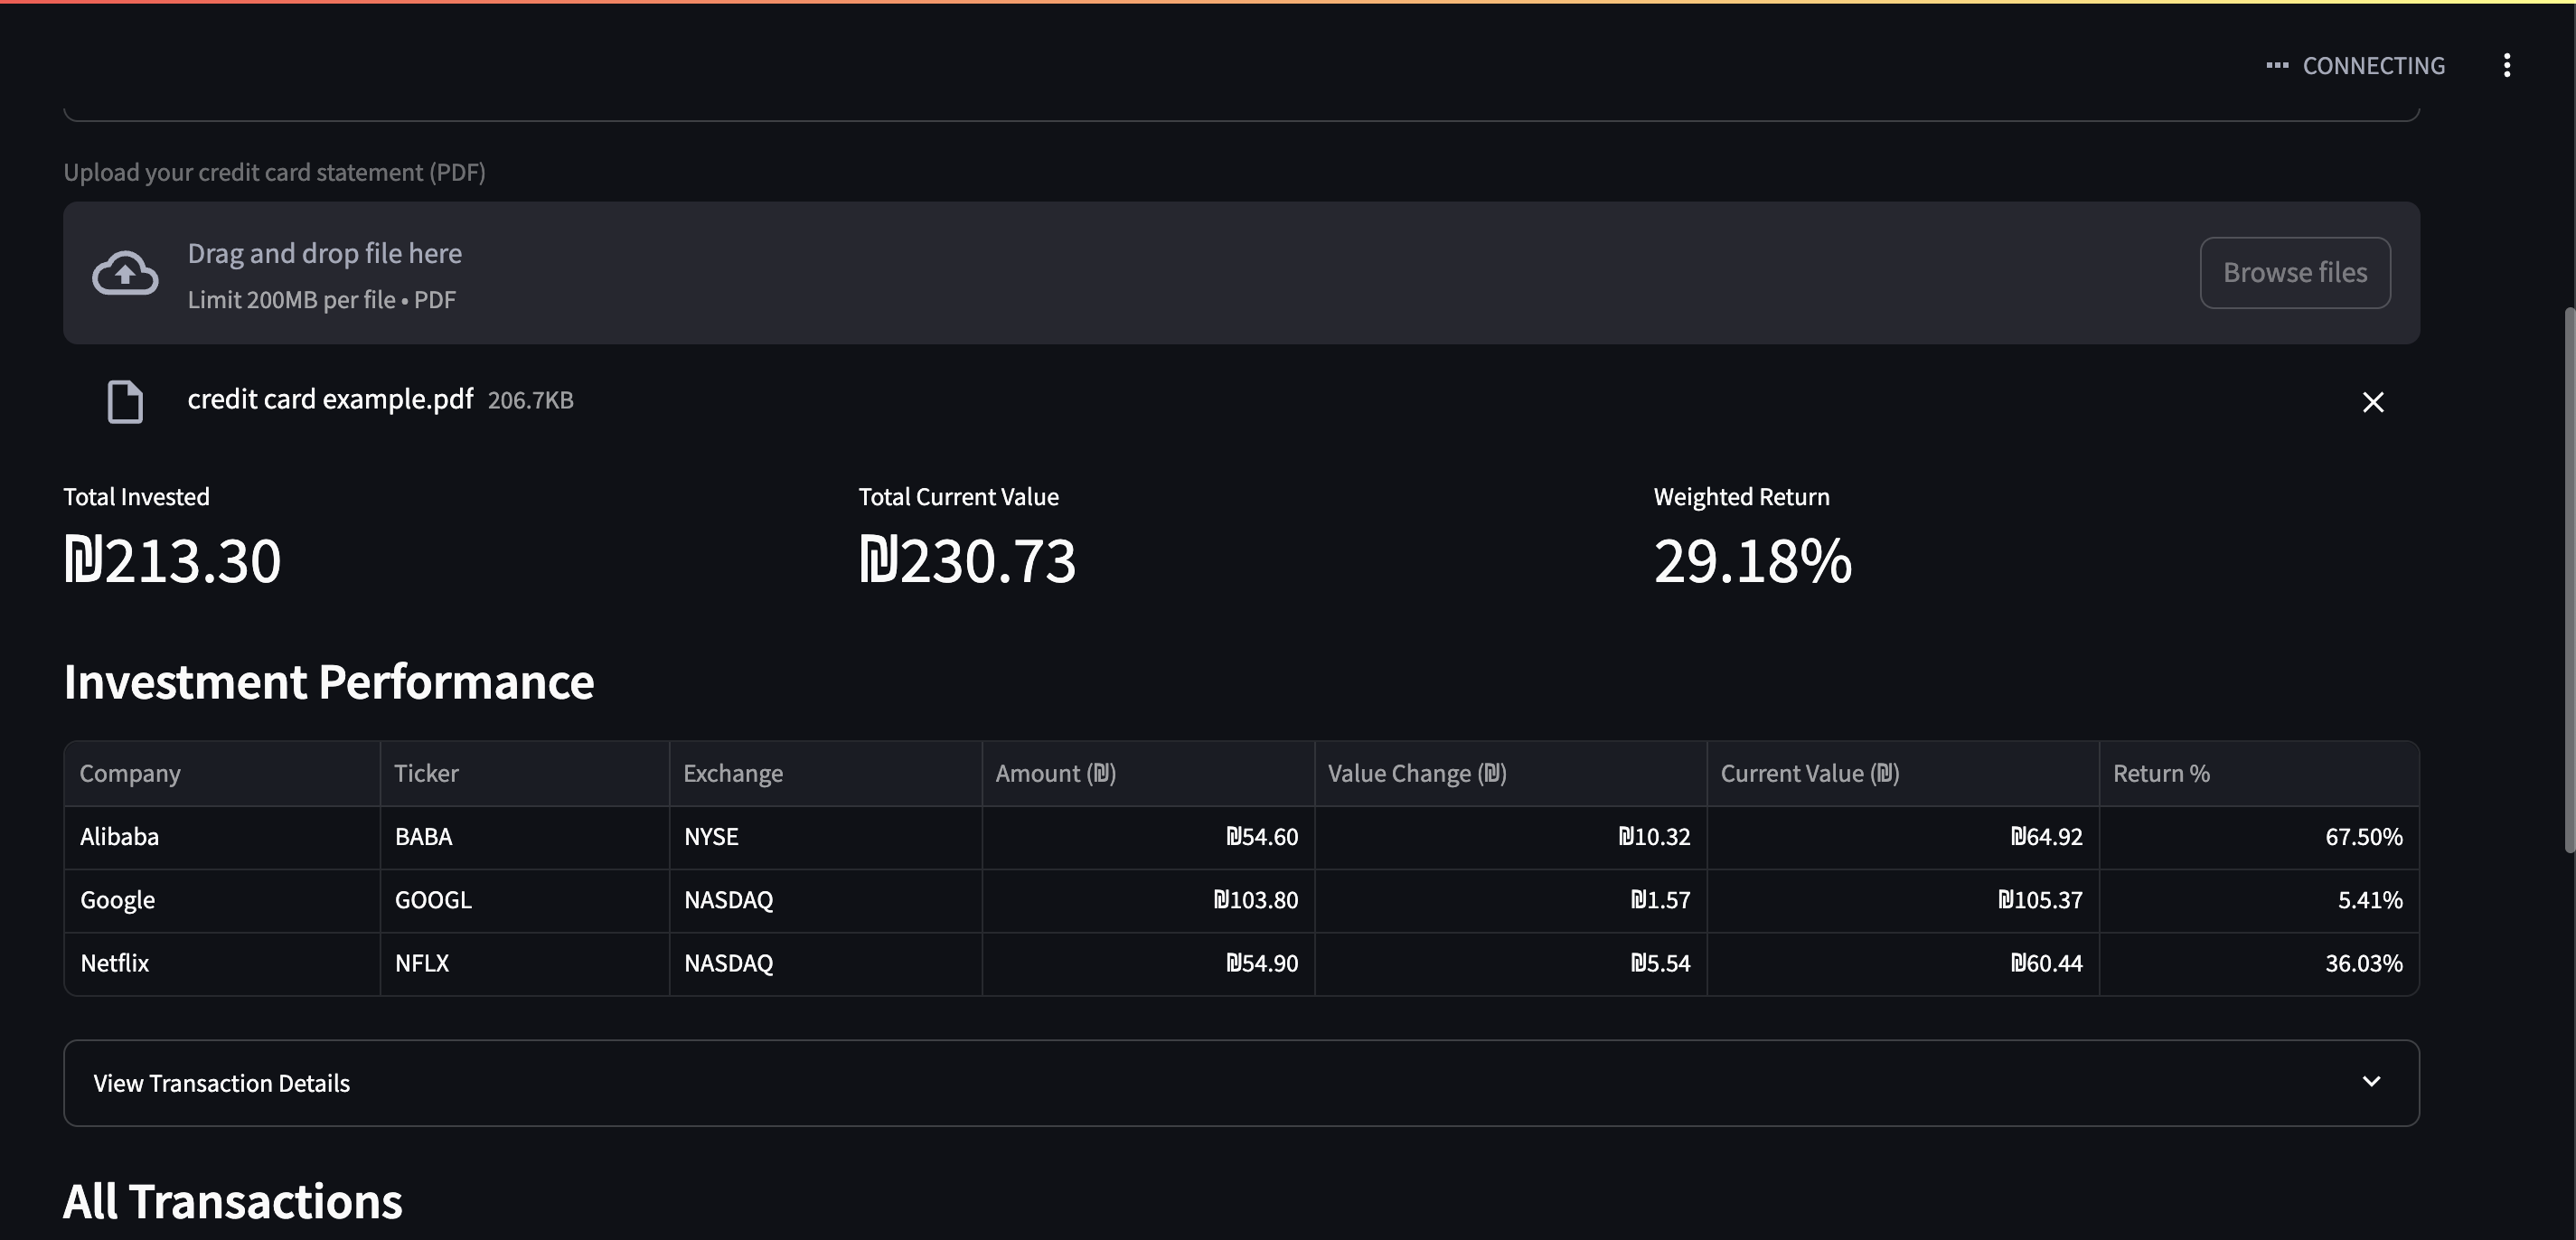 CONNECTING
Upload your credit card statement (PDF)
Drag and drop file here
Limit 200MB per file • PDF
Browse files
credit card example.pdf 206.7KB
Total Invested Total Current Value Weighted Return
₪213.30 ₪230.73 29.18%
Investment Performance
Company Ticker Exchange Amount (₪) Value Change (₪) Current Value (₪) Return %
Alibaba BABA NYSE ₪54.60 ₪10.32 ₪64.92 67.50%
Google GOOGL NASDAQ ₪103.80 ₪1.57 ₪105.37 5.41%
Netflix NFLX NASDAQ ₪54.90 ₪5.54 ₪60.44 36.03%
View Transaction Details
All Transactions